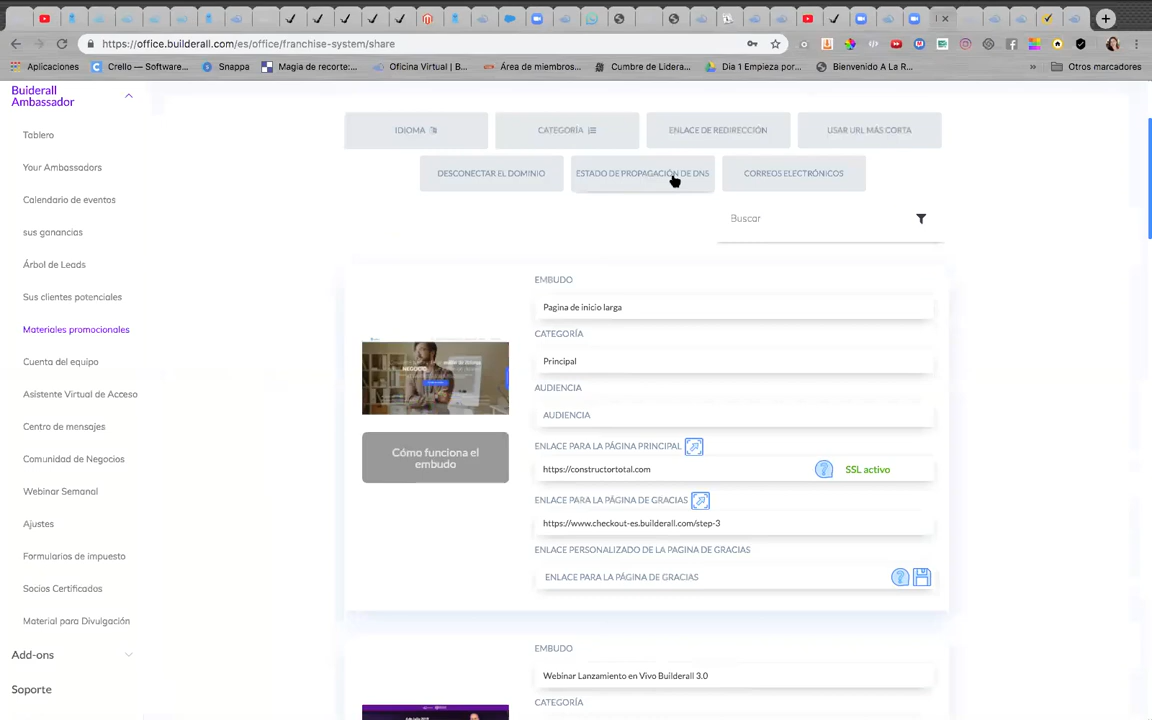 https://office.builderall.com/es/office/franchise-system/share
Aplicaciones
Crello — Software...
Snappa
Magia de recorte:...
Oficina Virtual | B...
Área de miembros...
Cumbre de Lidera...
Dia 1 Empieza por...
Bienvenido A La R...
»
Otros marcadores
Buiderall
Ambassador
Tablero
Your Ambassadors
Calendario de eventos
sus ganancias
Árbol de Leads
Sus clientes potenciales
Materiales promocionales
Cuenta del equipo
Asistente Virtual de Acceso
Centro de mensajes
Comunidad de Negocios
Webinar Semanal
Ajustes
Formularios de impuesto
Socios Certificados
Material para Divulgación
Add-ons
Soporte
IDIOMA
CATEGORÍA
ENLACE DE REDIRECCIÓN
USAR URL MÁS CORTA
DESCONECTAR EL DOMINIO
ESTADO DE PROPAGACIÓN DE DNS
CORREOS ELECTRÓNICOS
Buscar
NEGOCIO
Cómo funciona el
embudo
EMBUDO
Pagina de inicio larga
CATEGORÍA
Principal
AUDIENCIA
AUDIENCIA
ENLACE PARA LA PÁGINA PRINCIPAL
https://constructortotal.com
SSL activo
ENLACE PARA LA PÁGINA DE GRACIAS
https://www.checkout-es.builderall.com/step-3
ENLACE PERSONALIZADO DE LA PAGINA DE GRACIAS
ENLACE PARA LA PÁGINA DE GRACIAS
EMBUDO
Webinar Lanzamiento en Vivo Builderall 3.0
CATEGORÍA